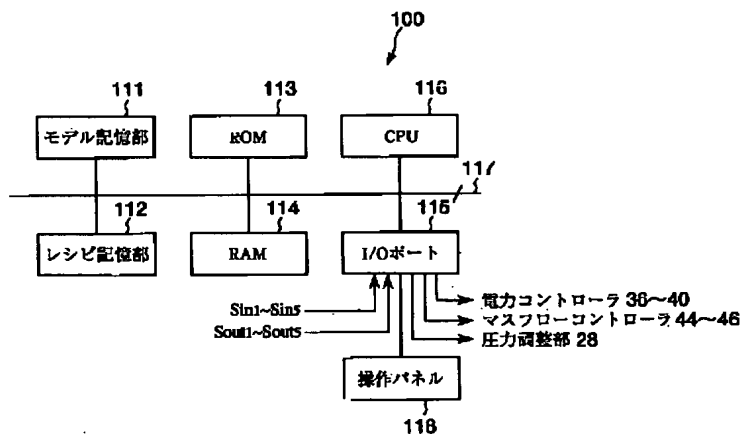 100
111
113
116
モデル記憶部
ROM
CPU
117
112
114
115
レシピ記憶部
RAM
I/Oポート
Sin1~Sin5
Sout1~Sout5
電力コントローラ 36～40
マスフローコントローラ 44～46
圧力調整部 28
操作パネル
118